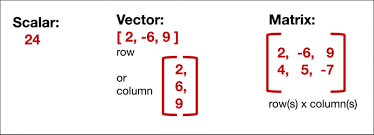 Scalar:
24
Vector:
[ 2, -6, 9 ]
row
or
column
2,
6,
9
Matrix:
2, -6, 9
4, 5, -7
row(s) x column(s)